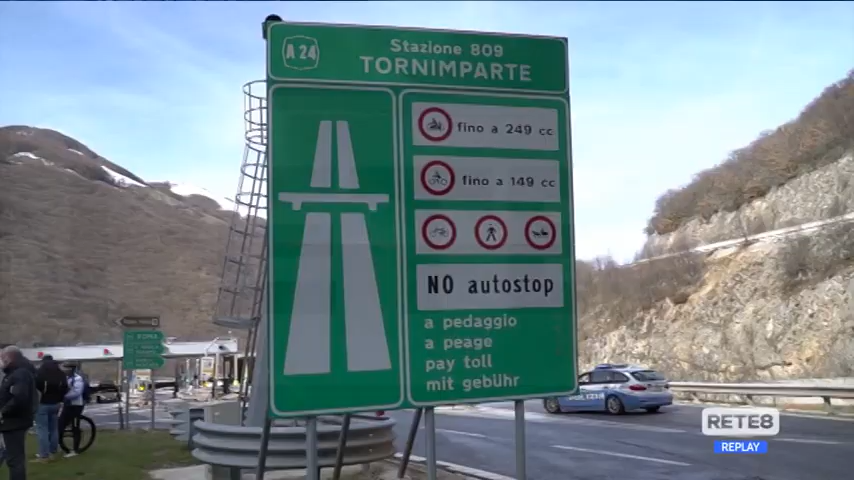 A 24
Stazione 809
TORNIMPARTE
fino a 249 cc
fino a 149 cc
NO autostop
a pedaggio
a peage
pay toll
mit gebühr
POLIZIA
RETE8
REPLAY